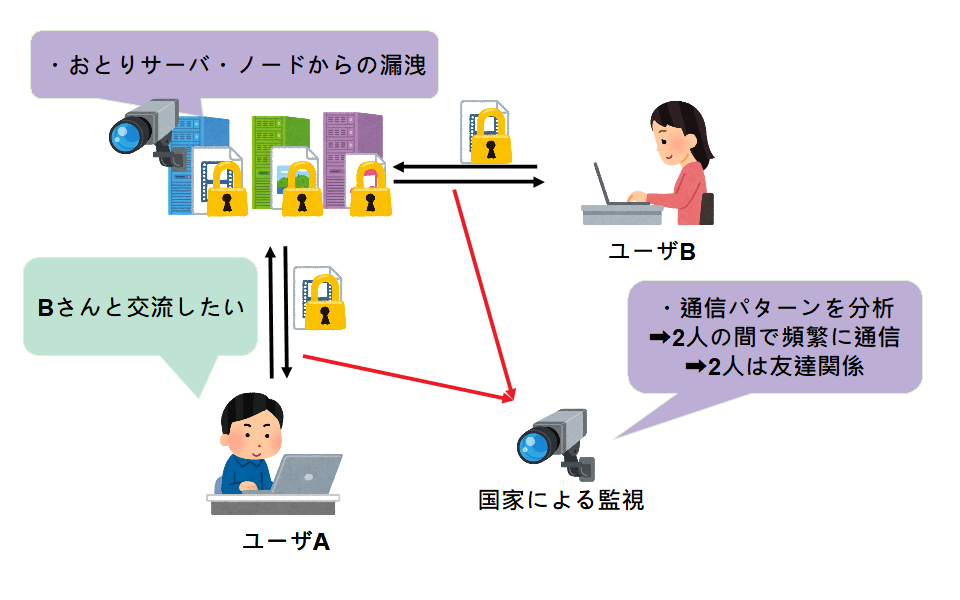 ・おとりサーバ・ノードからの漏洩
ユーザB
Bさんと交流したい
・通信パターンを分析
➡2人の間で頻繁に通信
➡2人は友達関係
国家による監視
ユーザA